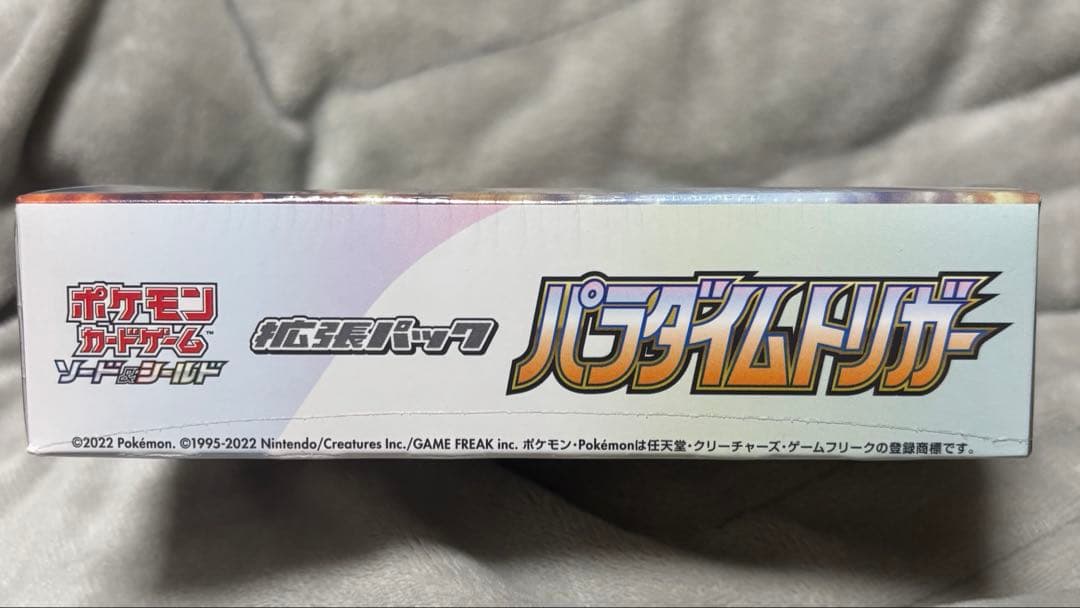 ポケモン
カードゲーム™
ソード&シールド
拡張パック
パラダイムトリガー
©2022 Pokémon. ©1995-2022 Nintendo/Creatures Inc./GAME FREAK inc. ポケモン・Pokémonは任天堂・クリーチャーズ・ゲームフリークの登録商標です。